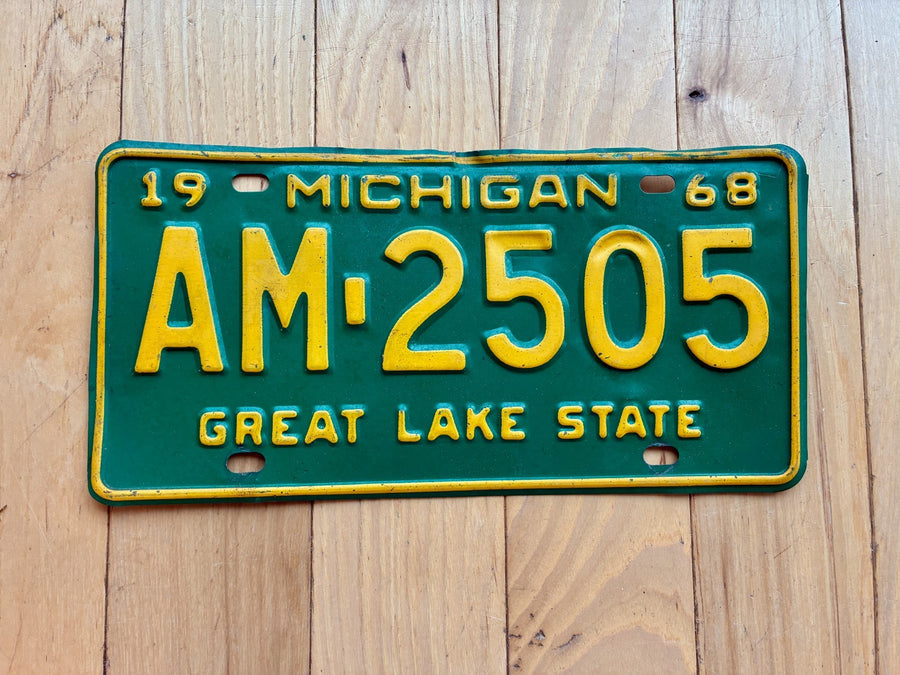 19 MICHIGAN 68
AM-2505
GREAT LAKE STATE